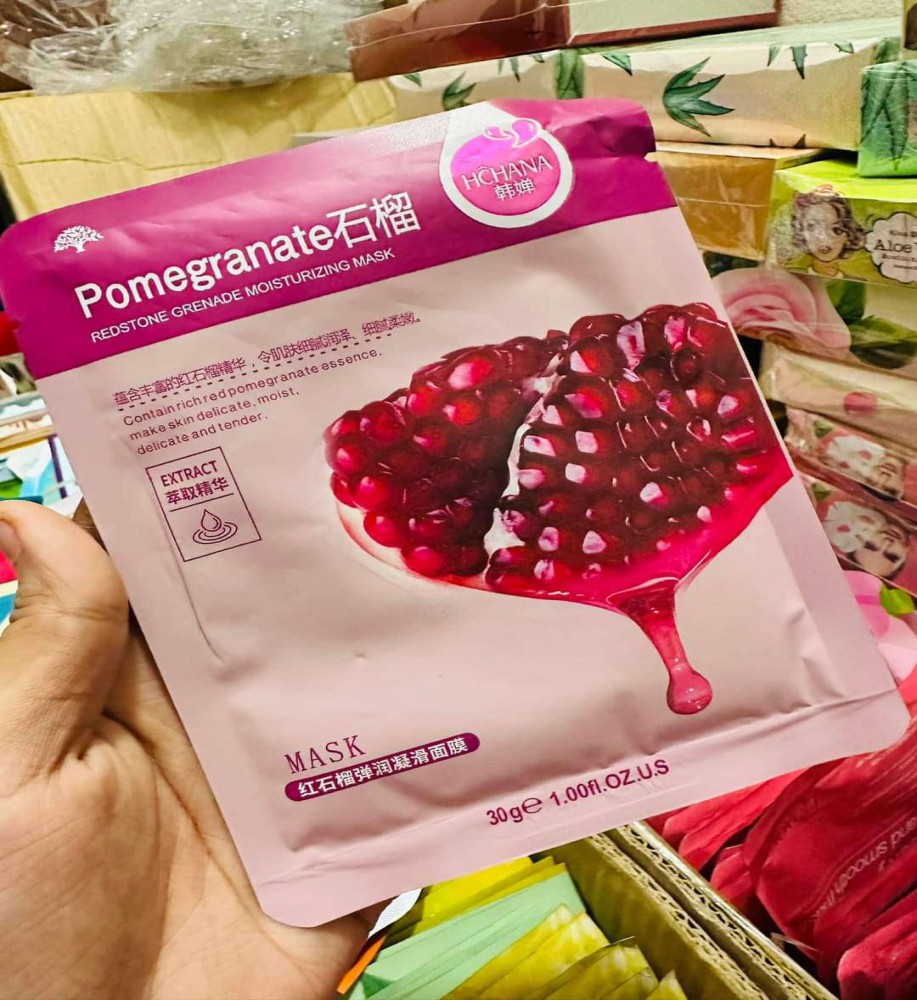 HĈHANA
韩婵
Pomegranate石榴
REDSTONE GRENADE MOISTURIZING MASK
蕴含丰富的红石榴精华，令肌肤细腻润泽、细腻柔嫩。
Contain rich red pomegranate essence,
make skin delicate, moist,
delicate and tender.
EXTRACT
萃取精华
MASK
红石榴弹润凝滑面膜
30g℮ 1.00fl.OZ.U.S
Aloe